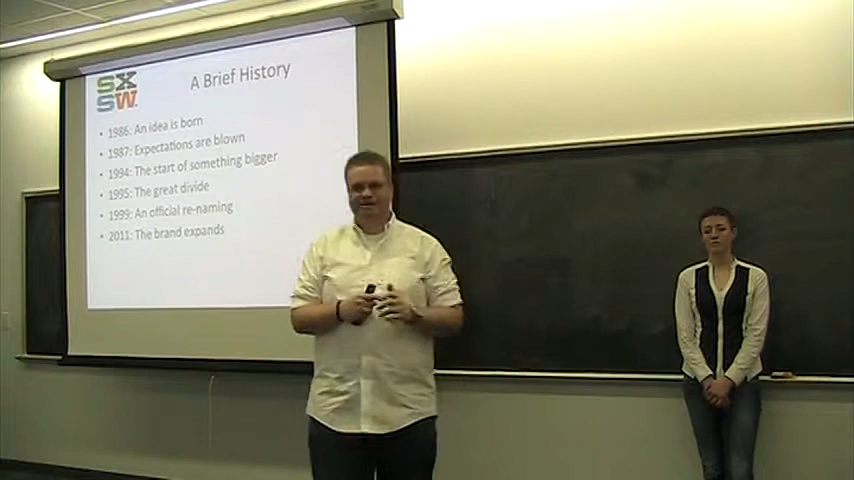 SX
SW
A Brief History
• 1986: An idea is born
• 1987: Expectations are blown
• 1994: The start of something bigger
• 1995: The great divide
• 1999: An official re-naming
• 2011: The brand expands